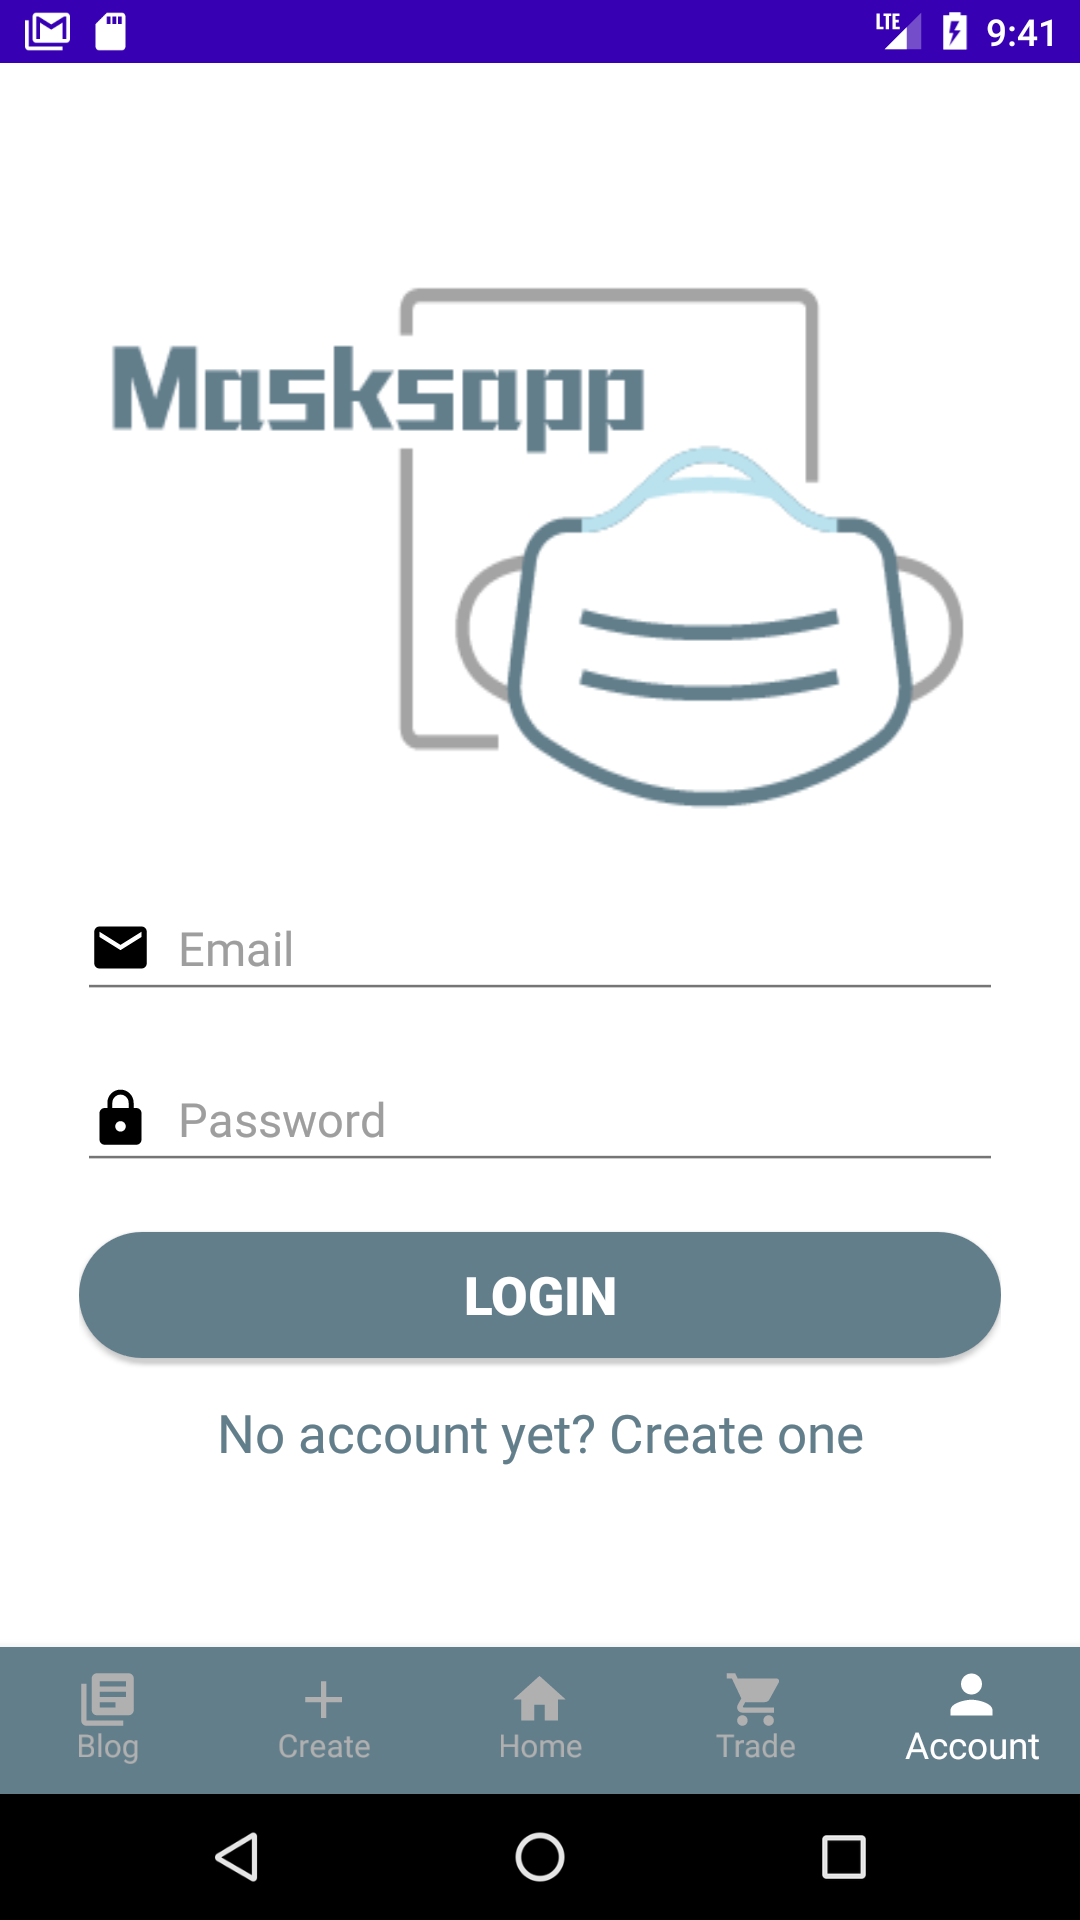 LTE 9:41
Masksapp
Email
Password
LOGIN
No account yet? Create one
Blog Create Home Trade Account